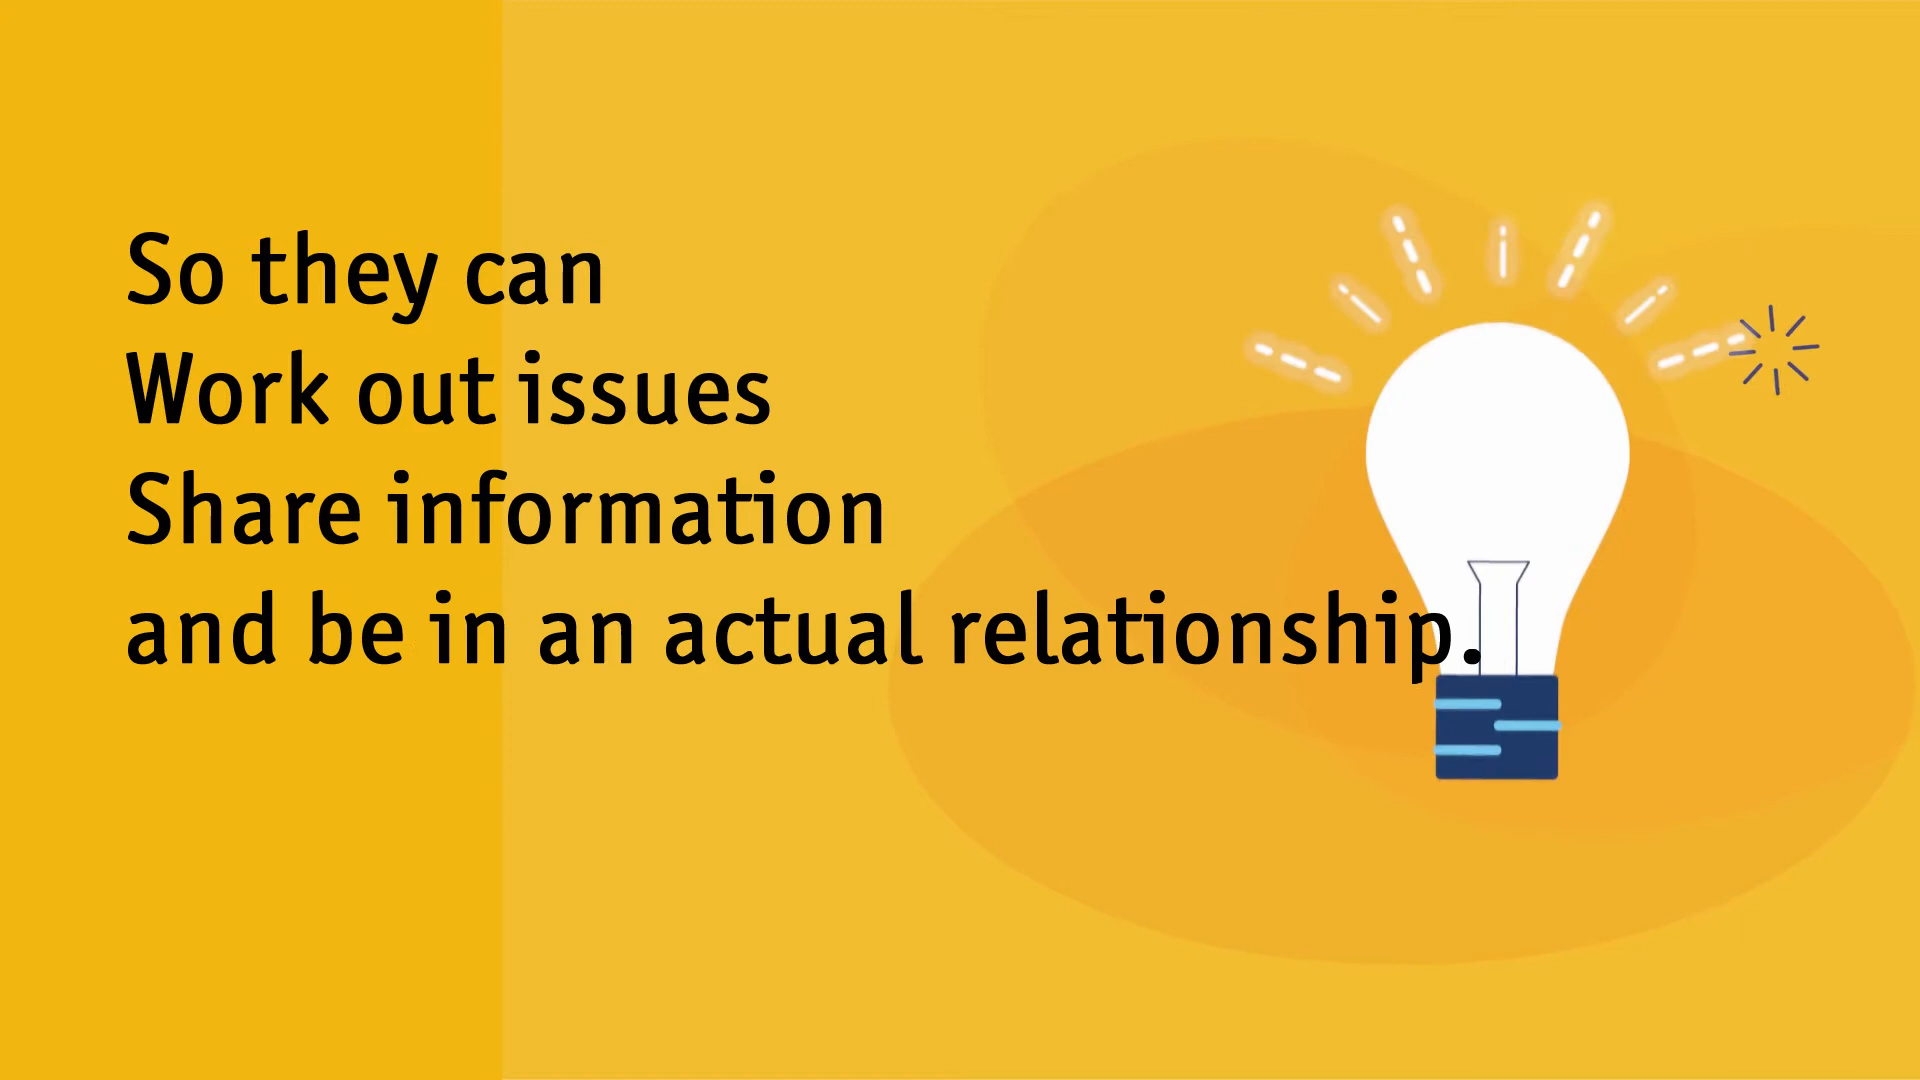 So they can
Work out issues
Share information
and be in an actual relationship.